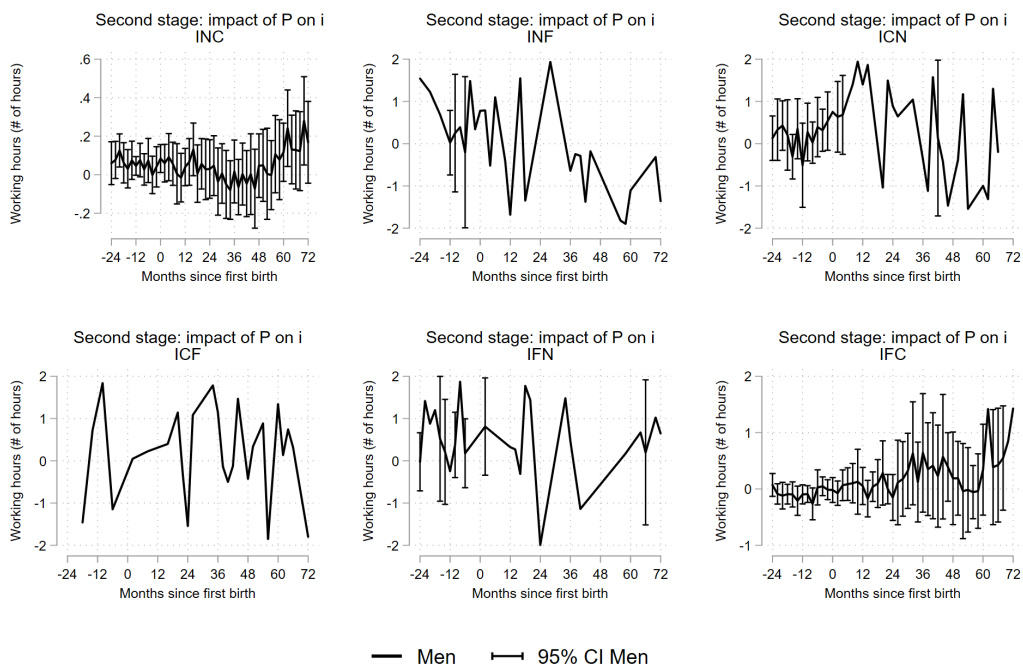 Second stage: impact of P on i
INC
Working hours (# of hours)
.6
.4
.2
0
-.2
-24 -12 0 12 24 36 48 60 72
Months since first birth
Second stage: impact of P on i
INF
Working hours (# of hours)
2
1
0
-1
-2
-24 -12 0 12 24 36 48 60 72
Months since first birth
Second stage: impact of P on i
ICN
Working hours (# of hours)
2
1
0
-1
-2
-24 -12 0 12 24 36 48 60 72
Months since first birth
Second stage: impact of P on i
ICF
Working hours (# of hours)
2
1
0
-1
-2
-24 -12 0 12 24 36 48 60 72
Months since first birth
Second stage: impact of P on i
IFN
Working hours (# of hours)
2
1
0
-1
-2
-24 -12 0 12 24 36 48 60 72
Months since first birth
Second stage: impact of P on i
IFC
Working hours (# of hours)
2
1
0
-1
-24 -12 0 12 24 36 48 60 72
Months since first birth
Men 95% CI Men